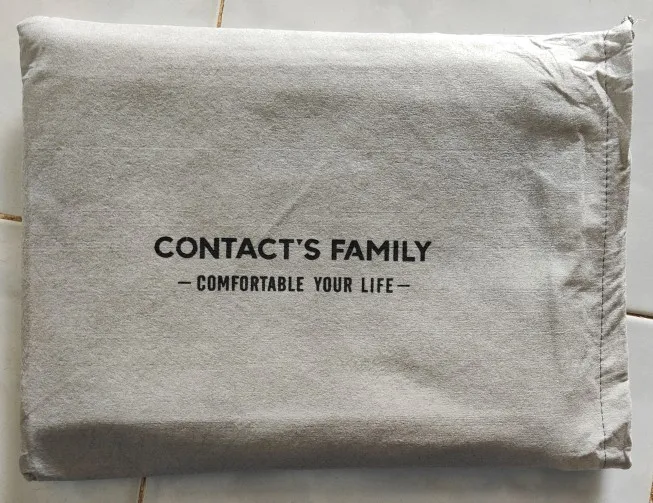 CONTACT'S FAMILY
– COMFORTABLE YOUR LIFE –